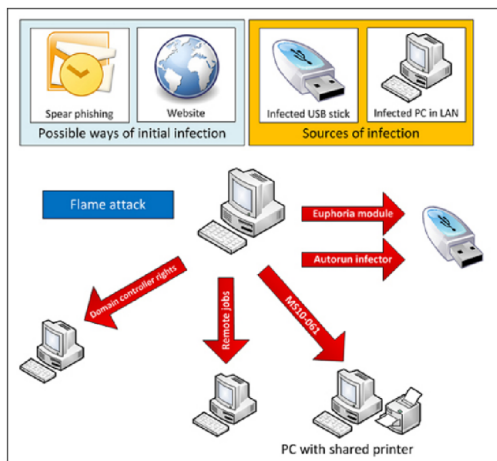 Spear phishing
Website
Infected USB stick
Infected PC in LAN
Possible ways of initial infection
Sources of infection
Flame attack
Euphoria module
Autorun infector
Domain controller rights
Remote jobs
MS10-061
PC with shared printer